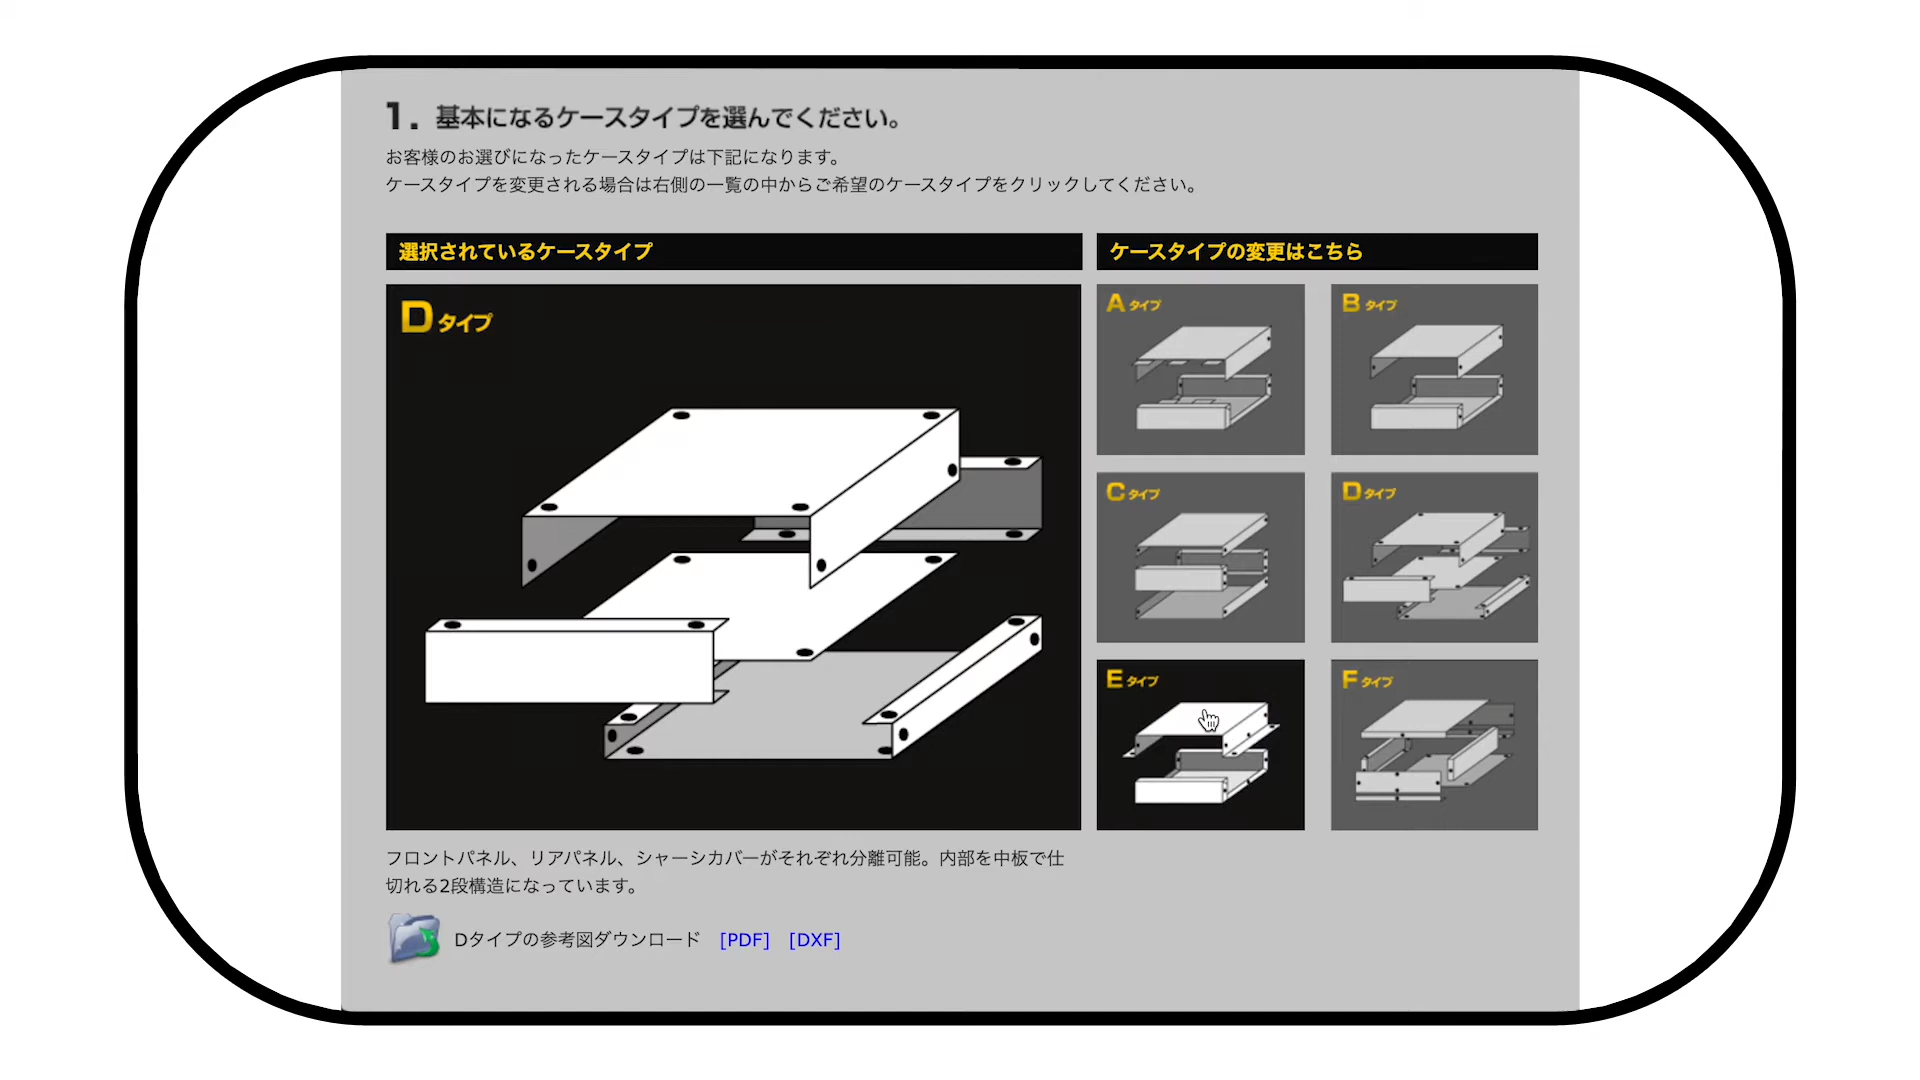 1. 基本になるケースタイプを選んでください。
お客様のお選びになったケースタイプは下記になります。
ケースタイプを変更される場合は右側の一覧の中からご希望のケースタイプをクリックしてください。
選択されているケースタイプ
ケースタイプの変更はこちら
Dタイプ
Aタイプ
Bタイプ
Cタイプ
Dタイプ
Eタイプ
Fタイプ
フロントパネル、リアパネル、シャーシカバーがそれぞれ分離可能。内部を中板で仕
切れる2段構造になっています。
Dタイプの参考図ダウンロード [PDF] [DXF]